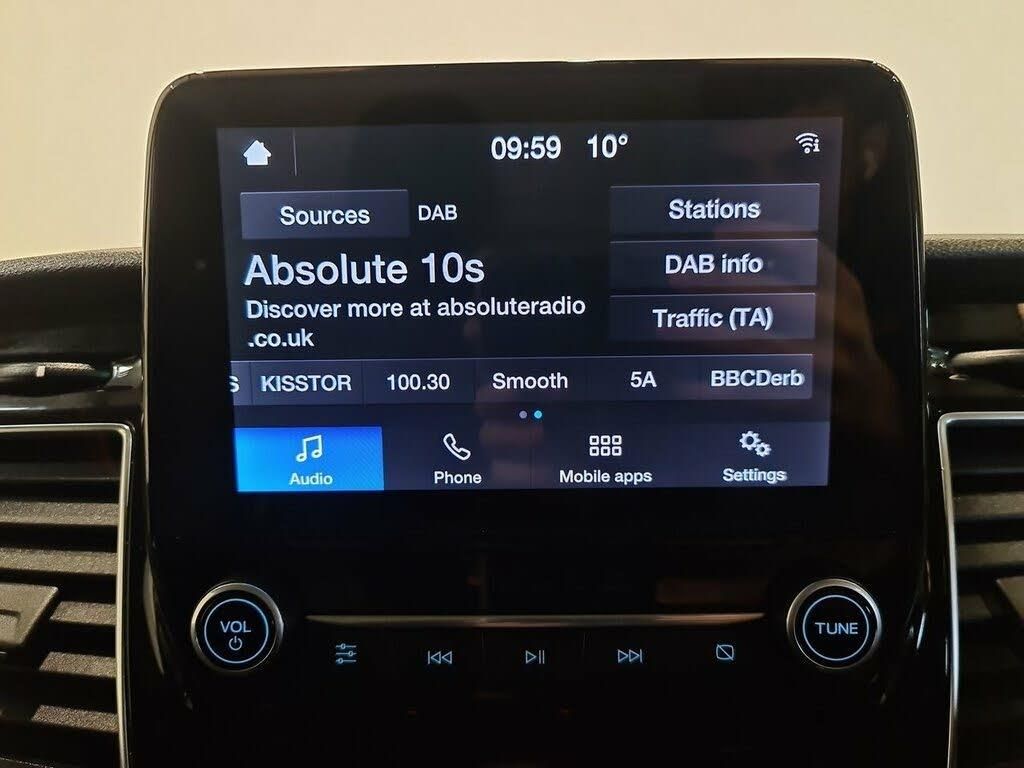 09:59 10°
Sources DAB
Stations
Absolute 10s
DAB info
Discover more at absoluteradio
.co.uk
Traffic (TA)
S KISSTOR 100.30 Smooth 5A BBCDerb
Audio Phone Mobile apps Settings
VOL
TUNE